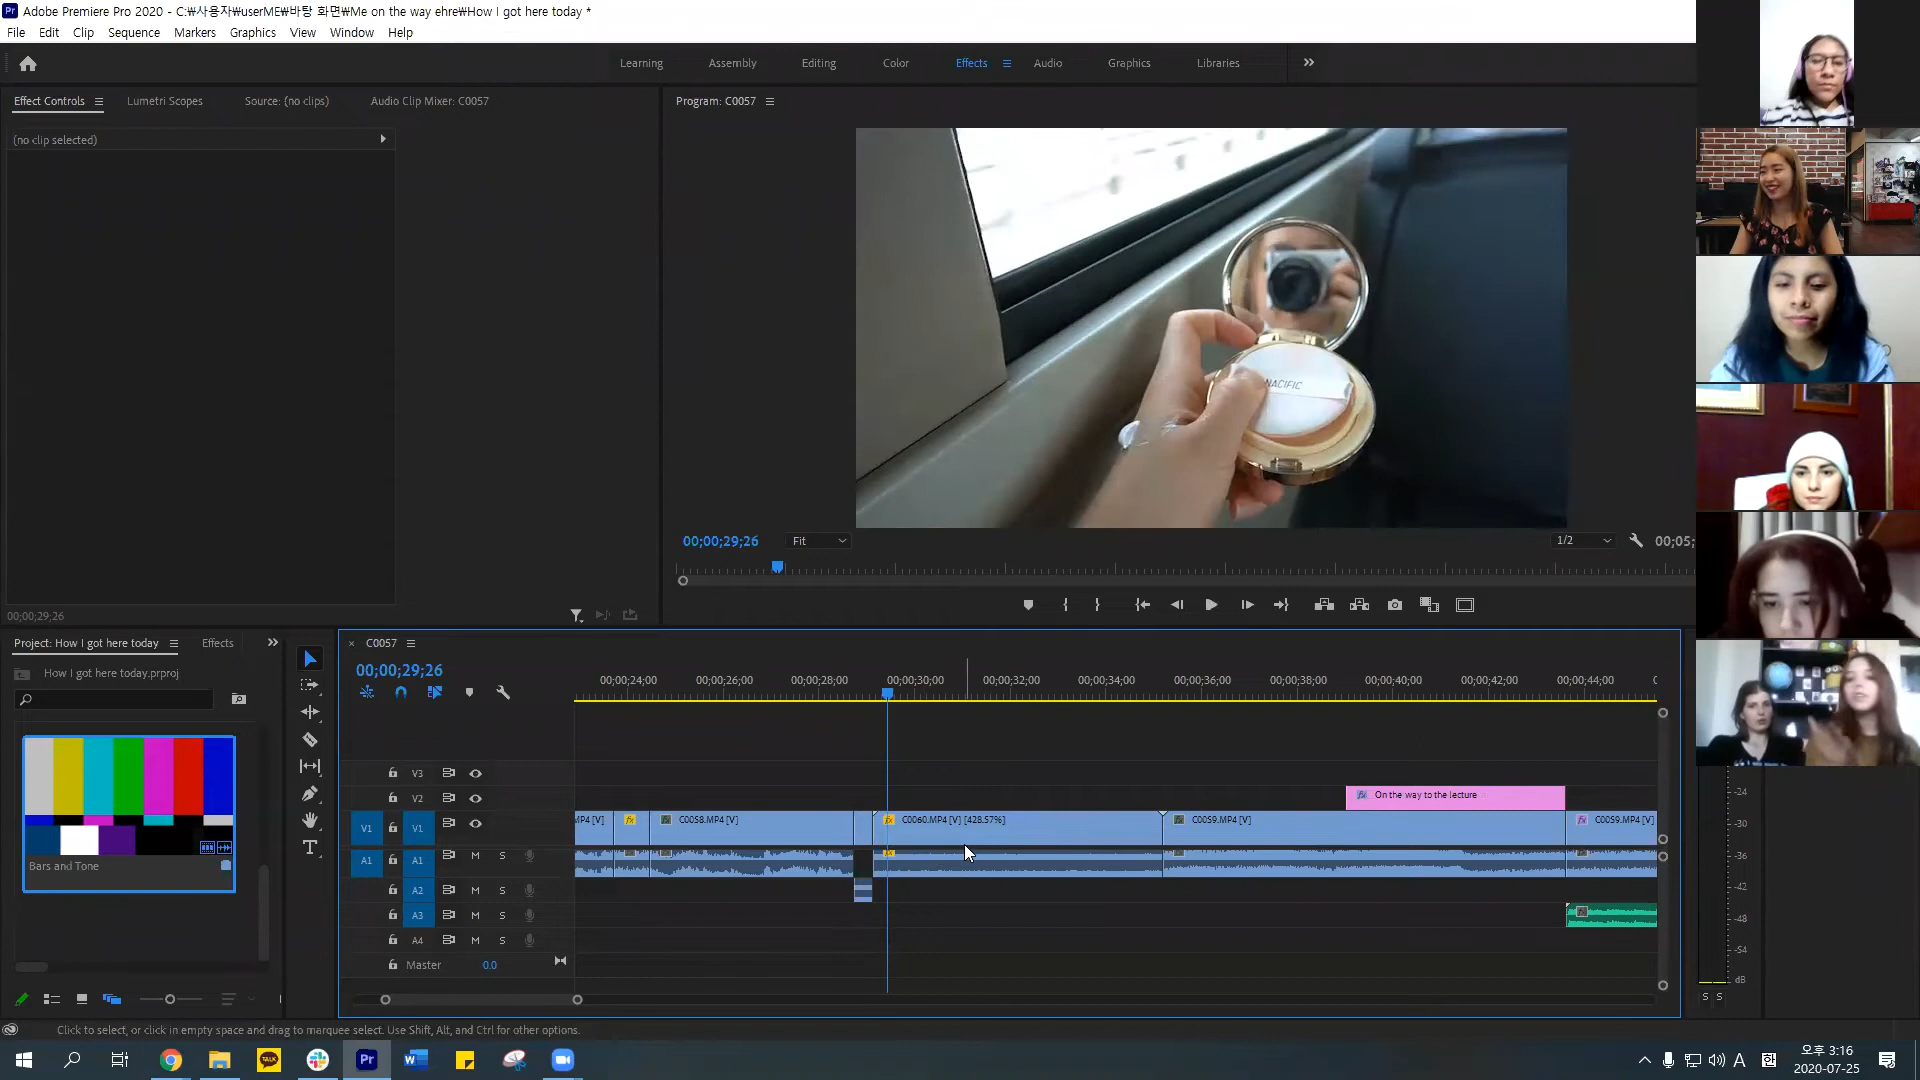 Adobe Premiere Pro 2020 - C:₩사용자₩userME₩바탕 화면₩Me on the way ehre₩How I got here today *
File Edit Clip Sequence Markers Graphics View Window Help
Learning Assembly Editing Color Effects Audio Graphics Libraries
Effect Controls Lumetri Scopes Source: (no clips) Audio Clip Mixer: C0057
Program: C0057
(no clip selected)
NACIFIC
00;00;29;26 Fit 1/2 00;05;
00;00;29;26
Project: How I got here today Effects
How I got here today.prproj
Bars and Tone
C0057
00;00;29;26
00;00;24;00 00;00;26;00 00;00;28;00 00;00;30;00 00;00;32;00 00;00;34;00 00;00;36;00 00;00;38;00 00;00;40;00 00;00;42;00 00;00;44;00
V3
V2 On the way to the lecture
V1 V1 MP4 [V] C0058.MP4 [V] C0060.MP4 [V] [428.57%] C0059.MP4 [V] C0059.MP4 [V]
A1 A1 M S
A2 M S
A3 M S
A4 M S
Master 0.0
-24
-30
-36
-42
-48
-54
dB
S S
Click to select, or click in empty space and drag to marquee select. Use Shift, Alt, and Ctrl for other options.
TALK
Pr
A
오후 3:16
2020-07-25